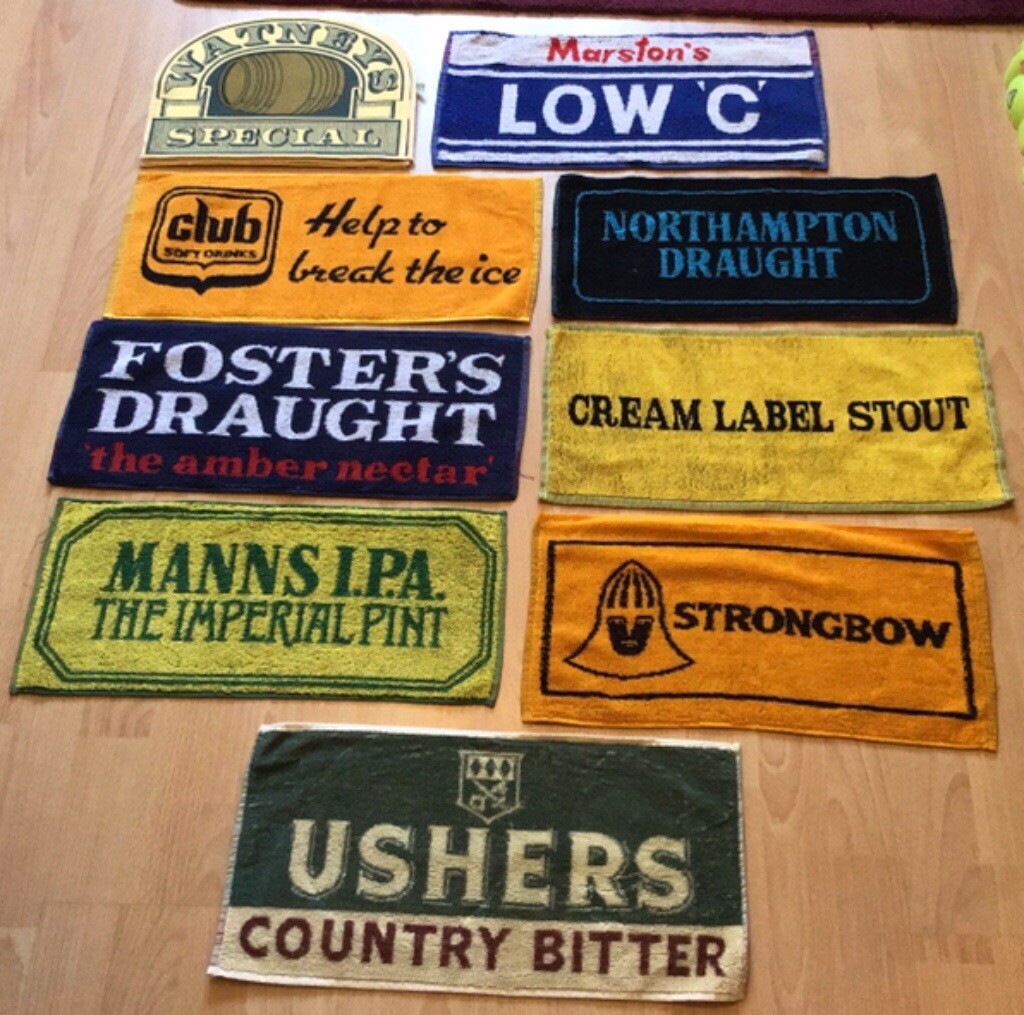 WATNEYS
SPECIAL
Marston's
LOW 'C'
club
SOFT DRINKS
Help to
break the ice
NORTHAMPTON
DRAUGHT
FOSTER'S
DRAUGHT
'the amber nectar'
CREAM LABEL STOUT
MANNS I.P.A.
THE IMPERIAL PINT
STRONGBOW
USHERS
COUNTRY BITTER